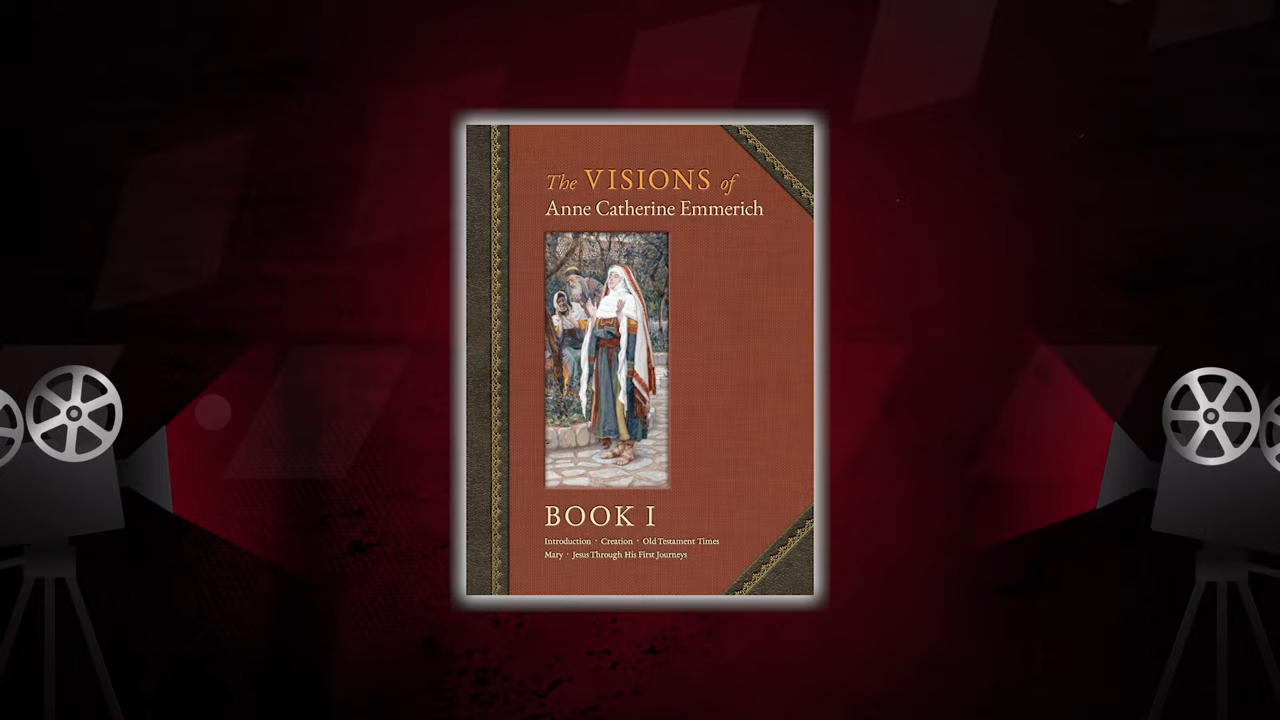 The VISIONS of
Anne Catherine Emmerich
BOOK I
Introduction · Creation · Old Testament Times
Mary · Jesus Through His First Journeys